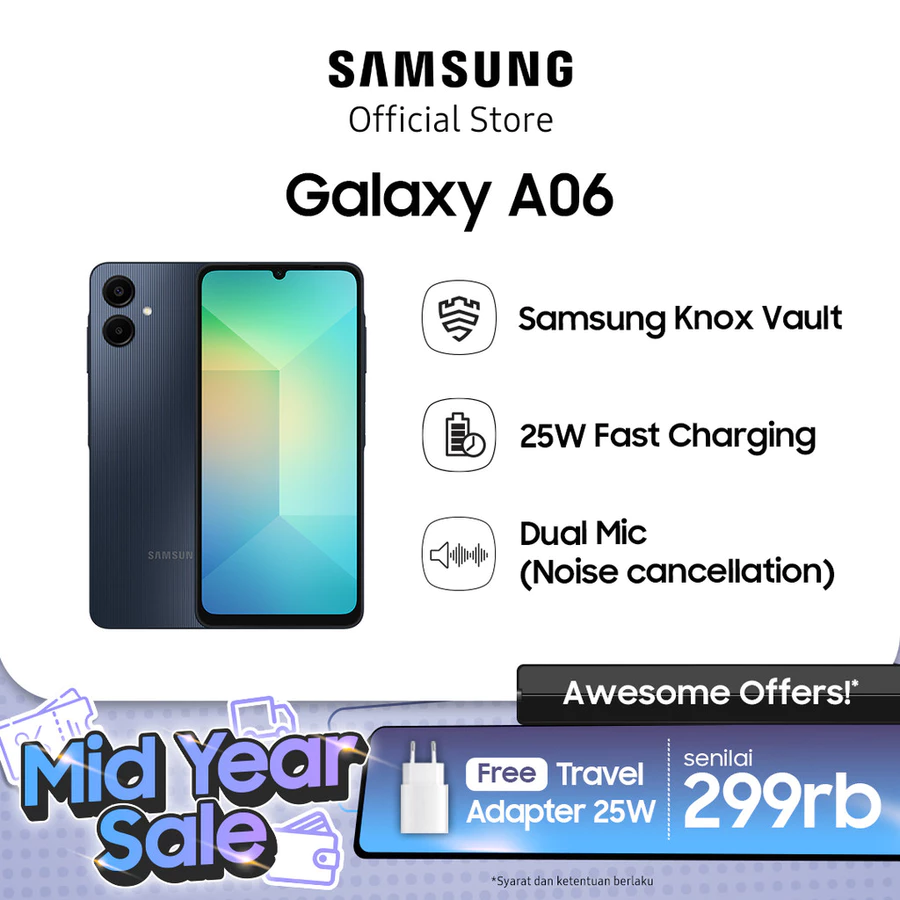 SAMSUNG
Official Store
Galaxy A06
Samsung Knox Vault
25W Fast Charging
Dual Mic
(Noise cancellation)
SAMSUN
Awesome Offers!*
Mid Year
Sale
Free Travel
Adapter 25W
senilai
299rb
*Syarat dan ketentuan berlaku